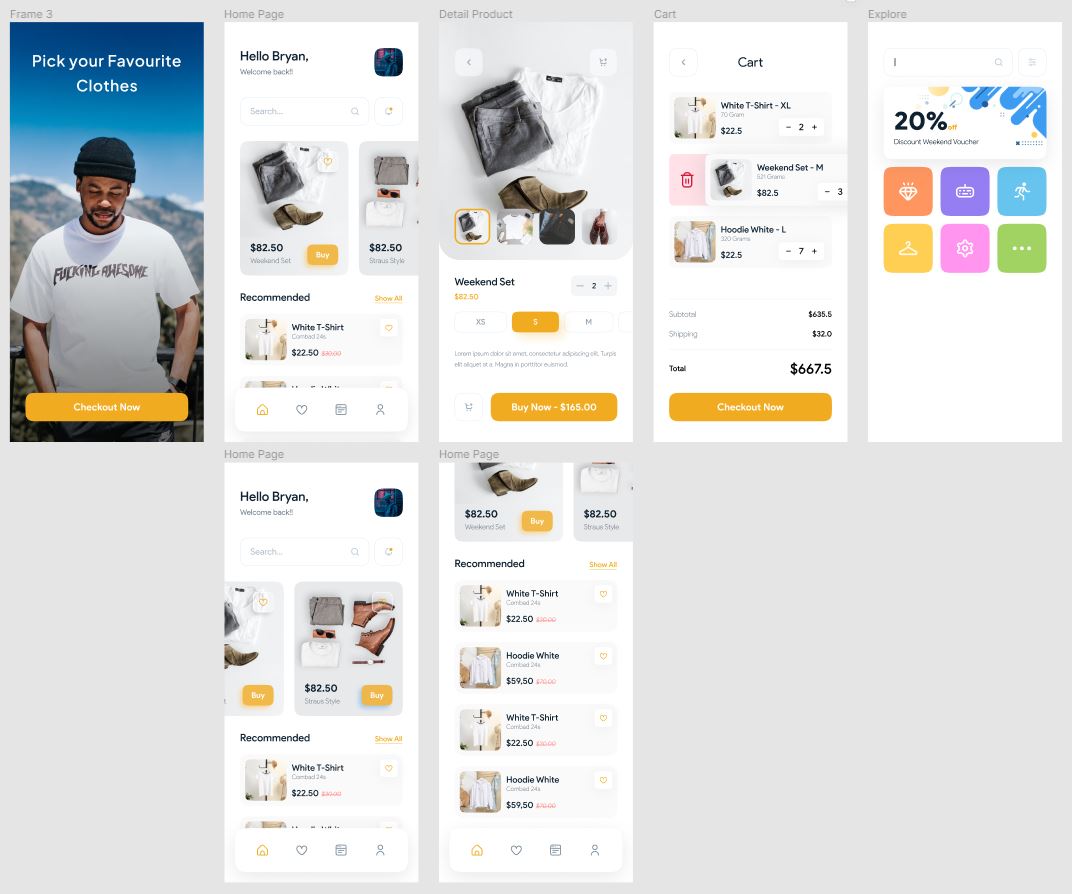 Frame 3
Pick your Favourite
Clothes
FUCKING AWESOME
Checkout Now
Home Page
Hello Bryan,
Welcome back!!
Search...
$82.50
Weekend Set
Buy
$82.50
Straus Style
Recommended
Show All
White T-Shirt
Combad 24s
$22.50 $30.00
Detail Product
Weekend Set
$82.50
2
XS
S
M
Lorem ipsum dolor sit amet, consectetur adipiscing elit. Turpis
elit aliquet at a. Magna in porttitor euismod.
Buy Now - $165.00
Cart
Cart
White T-Shirt - XL
70 Gram
$22.5
- 2 +
Weekend Set - M
521 Grams
$82.5
- 3
Hoodie White - L
320 Grams
$22.5
- 7 +
Subtotal
$635.5
Shipping
$32.0
Total
$667.5
Checkout Now
Explore
20% off
Discount Weekend Voucher
Home Page
Hello Bryan,
Welcome back!!
Search...
Buy
$82.50
Straus Style
Buy
Recommended
Show All
White T-Shirt
Combad 24s
$22.50 $30.00
Home Page
$82.50
Weekend Set
Buy
$82.50
Straus Style
Recommended
Show All
White T-Shirt
Combad 24s
$22.50 $30.00
Hoodie White
Combad 24s
$59,50 $70.00
White T-Shirt
Combad 24s
$22.50 $30.00
Hoodie White
Combad 24s
$59,50 $70.00